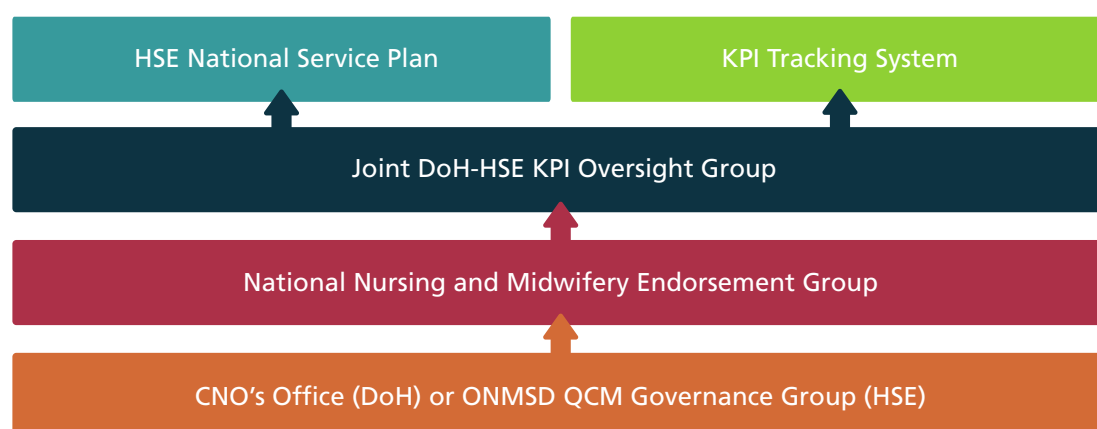 HSE National Service Plan
KPI Tracking System
Joint DoH-HSE KPI Oversight Group
National Nursing and Midwifery Endorsement Group
CNO’s Office (DoH) or ONMSD QCM Governance Group (HSE)